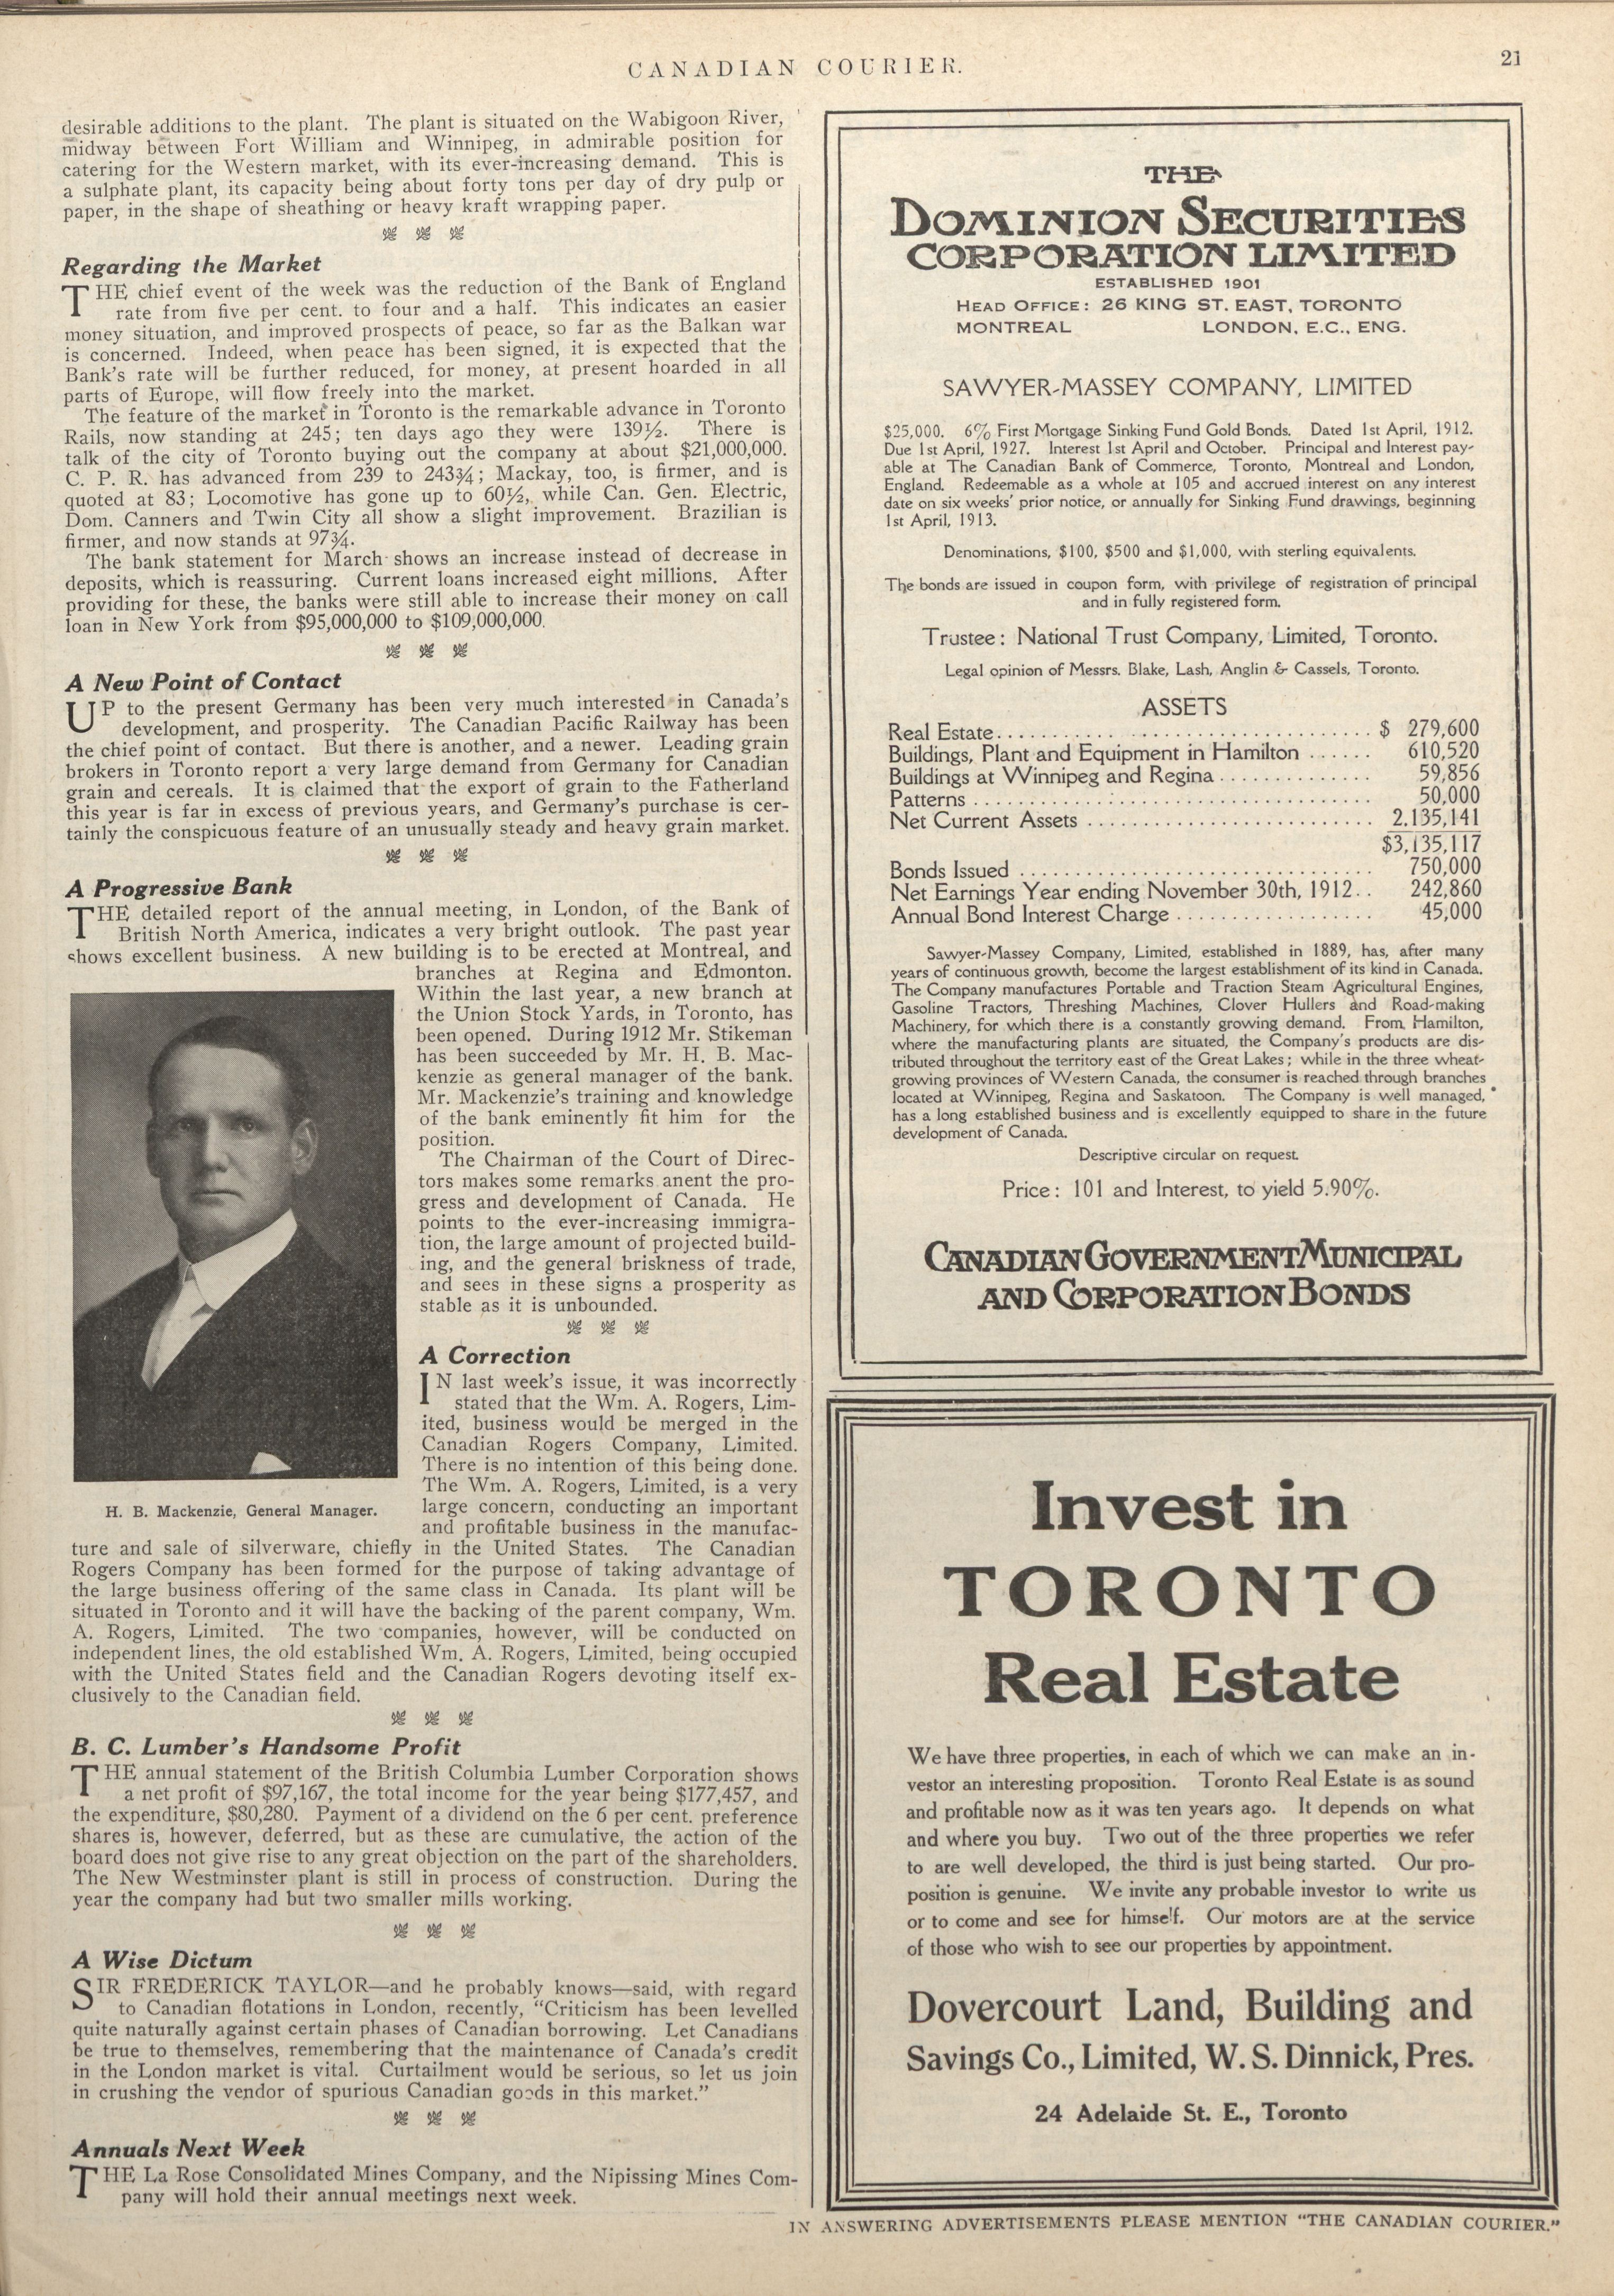 CANADIAN COURIER.
21
desirable additions to the plant. The plant is situated on the Wabigoon River,
midway between Fort William and Winnipeg, in admirable position for
catering for the Western market, with its ever-increasing demand. This is
a sulphate plant, its capacity being about forty tons per day of dry pulp or
paper, in the shape of sheathing or heavy kraft wrapping paper.
Regarding the Market
THE chief event of the week was the reduction of the Bank of England
rate from five per cent. to four and a half. This indicates an easier
money situation, and improved prospects of peace, so far as the Balkan war
is concerned. Indeed, when peace has been signed, it is expected that the
Bank's rate will be further reduced, for money, at present hoarded in all
parts of Europe, will flow freely into the market.
The feature of the market in Toronto is the remarkable advance in Toronto
Rails, now standing at 245; ten days ago they were 139½. There is
talk of the city of Toronto buying out the company at about $21,000,000.
C. P. R. has advanced from 239 to 243¾; Mackay, too, is firmer, and is
quoted at 83; Locomotive has gone up to 60½, while Can. Gen. Electric,
Dom. Canners and Twin City all show a slight improvement. Brazilian is
firmer, and now stands at 97¾.
The bank statement for March shows an increase instead of decrease in
deposits, which is reassuring. Current loans increased eight millions. After
providing for these, the banks were still able to increase their money on call
loan in New York from $95,000,000 to $109,000,000.
A New Point of Contact
UP to the present Germany has been very much interested in Canada's
development, and prosperity. The Canadian Pacific Railway has been
the chief point of contact. But there is another, and a newer. Leading grain
brokers in Toronto report a very large demand from Germany for Canadian
grain and cereals. It is claimed that the export of grain to the Fatherland
this year is far in excess of previous years, and Germany's purchase is cer-
tainly the conspicuous feature of an unusually steady and heavy grain market.
A Progressive Bank
THE detailed report of the annual meeting, in London, of the Bank of
British North America, indicates a very bright outlook. The past year
shows excellent business. A new building is to be erected at Montreal, and
branches at Regina and Edmonton.
Within the last year, a new branch at
the Union Stock Yards, in Toronto, has
been opened. During 1912 Mr. Stikeman
has been succeeded by Mr. H. B. Mac-
kenzie as general manager of the bank.
Mr. Mackenzie's training and knowledge
of the bank eminently fit him for the
position.
The Chairman of the Court of Direc-
tors makes some remarks anent the pro-
gress and development of Canada. He
points to the ever-increasing immigra-
tion, the large amount of projected build-
ing, and the general briskness of trade,
and sees in these signs a prosperity as
stable as it is unbounded.
H. B. Mackenzie, General Manager.
A Correction
IN last week's issue, it was incorrectly
stated that the Wm. A. Rogers, Lim-
ited, business would be merged in the
Canadian Rogers Company, Limited.
There is no intention of this being done.
The Wm. A. Rogers, Limited, is a very
large concern, conducting an important
and profitable business in the manufac-
ture and sale of silverware, chiefly in the United States. The Canadian
Rogers Company has been formed for the purpose of taking advantage of
the large business offering of the same class in Canada. Its plant will be
situated in Toronto and it will have the backing of the parent company, Wm.
A. Rogers, Limited. The two companies, however, will be conducted on
independent lines, the old established Wm. A. Rogers, Limited, being occupied
with the United States field and the Canadian Rogers devoting itself ex-
clusively to the Canadian field.
B. C. Lumber's Handsome Profit
THE annual statement of the British Columbia Lumber Corporation shows
a net profit of $97,167, the total income for the year being $177,457, and
the expenditure, $80,280. Payment of a dividend on the 6 per cent. preference
shares is, however, deferred, but as these are cumulative, the action of the
board does not give rise to any great objection on the part of the shareholders.
The New Westminster plant is still in process of construction. During the
year the company had but two smaller mills working.
A Wise Dictum
SIR FREDERICK TAYLOR—and he probably knows—said, with regard
to Canadian flotations in London, recently, "Criticism has been levelled
quite naturally against certain phases of Canadian borrowing. Let Canadians
be true to themselves, remembering that the maintenance of Canada's credit
in the London market is vital. Curtailment would be serious, so let us join
in crushing the vendor of spurious Canadian goods in this market."
Annuals Next Week
THE La Rose Consolidated Mines Company, and the Nipissing Mines Com-
pany will hold their annual meetings next week.
THE
DOMINION SECURITIES
CORPORATION LIMITED
ESTABLISHED 1901
HEAD OFFICE: 26 KING ST. EAST, TORONTO
MONTREAL LONDON, E.C., ENG.
SAWYER-MASSEY COMPANY, LIMITED
$25,000. 6% First Mortgage Sinking Fund Gold Bonds. Dated 1st April, 1912.
Due 1st April, 1927. Interest 1st April and October. Principal and Interest pay-
able at The Canadian Bank of Commerce, Toronto, Montreal and London,
England. Redeemable as a whole at 105 and accrued interest on any interest
date on six weeks' prior notice, or annually for Sinking Fund drawings, beginning
1st April, 1913.
Denominations, $100, $500 and $1,000, with sterling equivalents.
The bonds are issued in coupon form, with privilege of registration of principal
and in fully registered form.
Trustee: National Trust Company, Limited, Toronto.
Legal opinion of Messrs. Blake, Lash, Anglin & Cassels, Toronto.
ASSETS
Real Estate........... ......................... $ 279,600
Buildings, Plant and Equipment in Hamilton ...... 610,520
Buildings at Winnipeg and Regina .............. 59,856
Patterns ..................................... 50,000
Net Current Assets ........................... 2.135,141
$3,135,117
Bonds Issued ................................. 750,000
Net Earnings Year ending November 30th, 1912.. 242,860
Annual Bond Interest Charge .................. 45,000
Sawyer-Massey Company, Limited, established in 1889, has, after many
years of continuous growth, become the largest establishment of its kind in Canada.
The Company manufactures Portable and Traction Steam Agricultural Engines,
Gasoline Tractors, Threshing Machines, Clover Hullers and Road-making
Machinery, for which there is a constantly growing demand. From Hamilton,
where the manufacturing plants are situated, the Company's products are dis-
tributed throughout the territory east of the Great Lakes; while in the three wheat-
growing provinces of Western Canada, the consumer is reached through branches
located at Winnipeg, Regina and Saskatoon. The Company is well managed,
has a long established business and is excellently equipped to share in the future
development of Canada.
Descriptive circular on request.
Price: 101 and Interest, to yield 5.90%.
CANADIAN GOVERNMENT MUNICIPAL
AND CORPORATION BONDS
Invest in
TORONTO
Real Estate
We have three properties, in each of which we can make an in-
vestor an interesting proposition. Toronto Real Estate is as sound
and profitable now as it was ten years ago. It depends on what
and where you buy. Two out of the three properties we refer
to are well developed, the third is just being started. Our pro-
position is genuine. We invite any probable investor to write us
or to come and see for himself. Our motors are at the service
of those who wish to see our properties by appointment.
Dovercourt Land, Building and
Savings Co., Limited, W. S. Dinnick, Pres.
24 Adelaide St. E., Toronto
IN ANSWERING ADVERTISEMENTS PLEASE MENTION "THE CANADIAN COURIER."